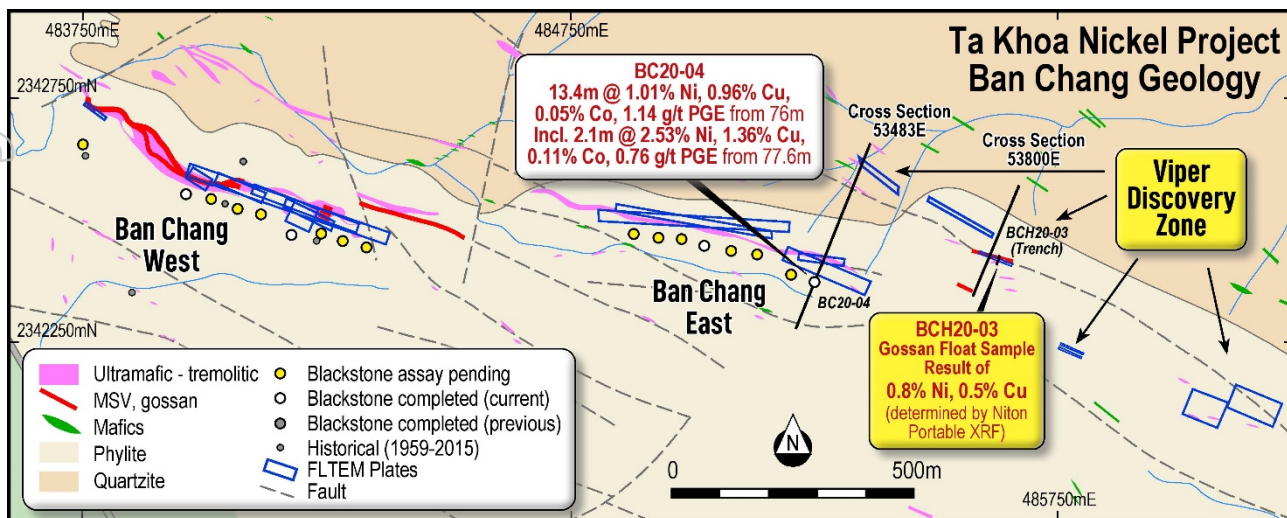 483750mE
484750mE
Ta Khoa Nickel Project
Ban Chang Geology
2342750mN
BC20-04
13.4m @ 1.01% Ni, 0.96% Cu,
0.05% Co, 1.14 g/t PGE from 76m
Incl. 2.1m @ 2.53% Ni, 1.36% Cu,
0.11% Co, 0.76 g/t PGE from 77.6m
Cross Section
53483E
Cross Section
53800E
Viper
Discovery
Zone
BCH20-03
(Trench)
Ban Chang
West
Ban Chang
East
BC20-04
2342250mN
BCH20-03
Gossan Float Sample
Result of
0.8% Ni, 0.5% Cu
(determined by Niton
Portable XRF)
Ultramafic - tremolitic
MSV, gossan
Mafics
Phylite
Quartzite
Blackstone assay pending
Blackstone completed (current)
Blackstone completed (previous)
Historical (1959-2015)
FLTEM Plates
Fault
N
0
500m
485750mE